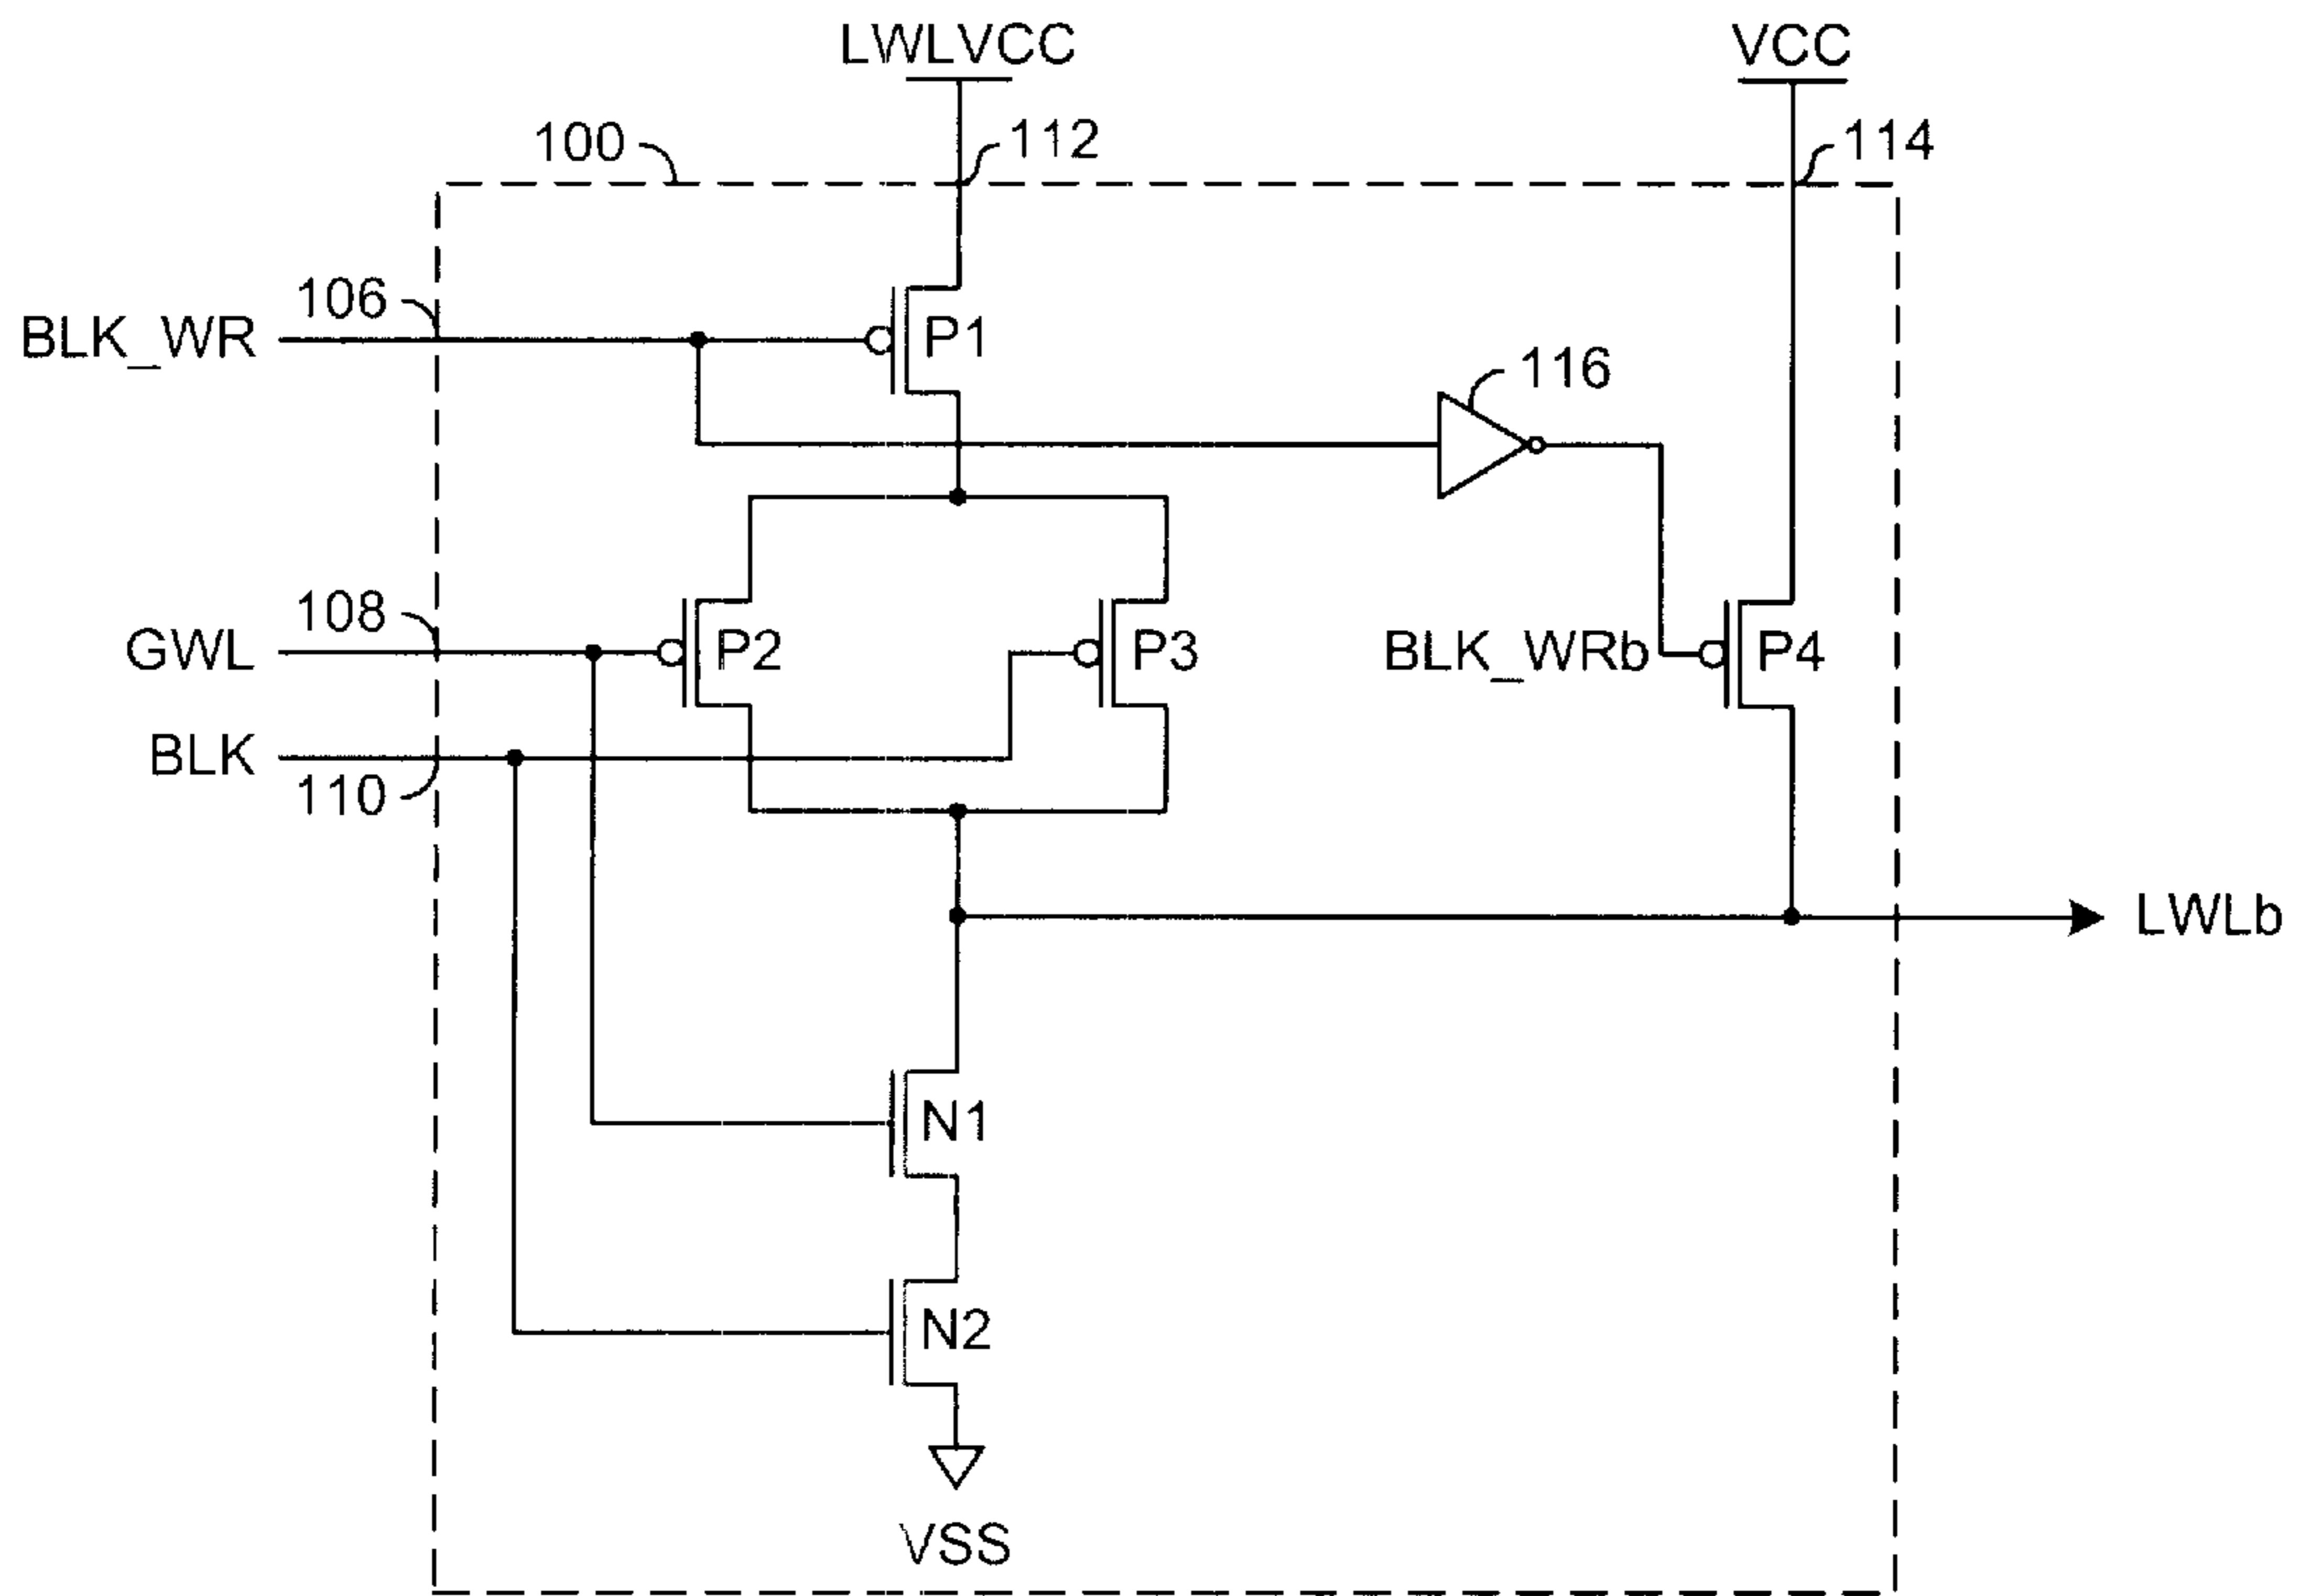 LWLVCC
VCC
100
112
114
106
BLK_WR
P1
116
108
GWL
P2
P3
BLK_WRb
P4
BLK
110
LWLb
N1
N2
VSS